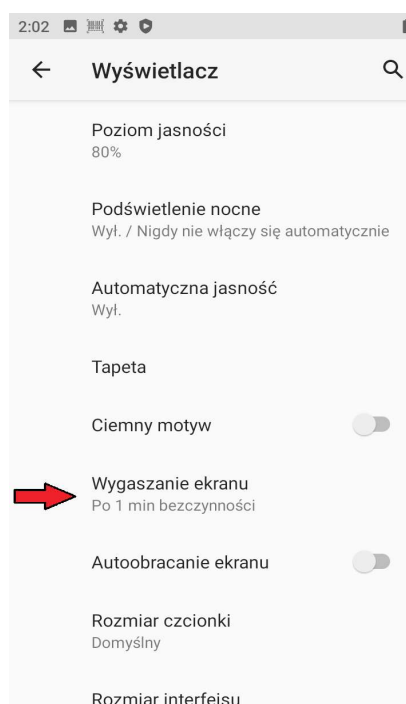 2:02
Wyświetlacz
Poziom jasności
80%
Podświetlenie nocne
Wył. / Nigdy nie włączy się automatycznie
Automatyczna jasność
Wył.
Tapeta
Ciemny motyw
Wygaszanie ekranu
Po 1 min bezczynności
Autoobracanie ekranu
Rozmiar czcionki
Domyślny
Rozmiar interfejsu